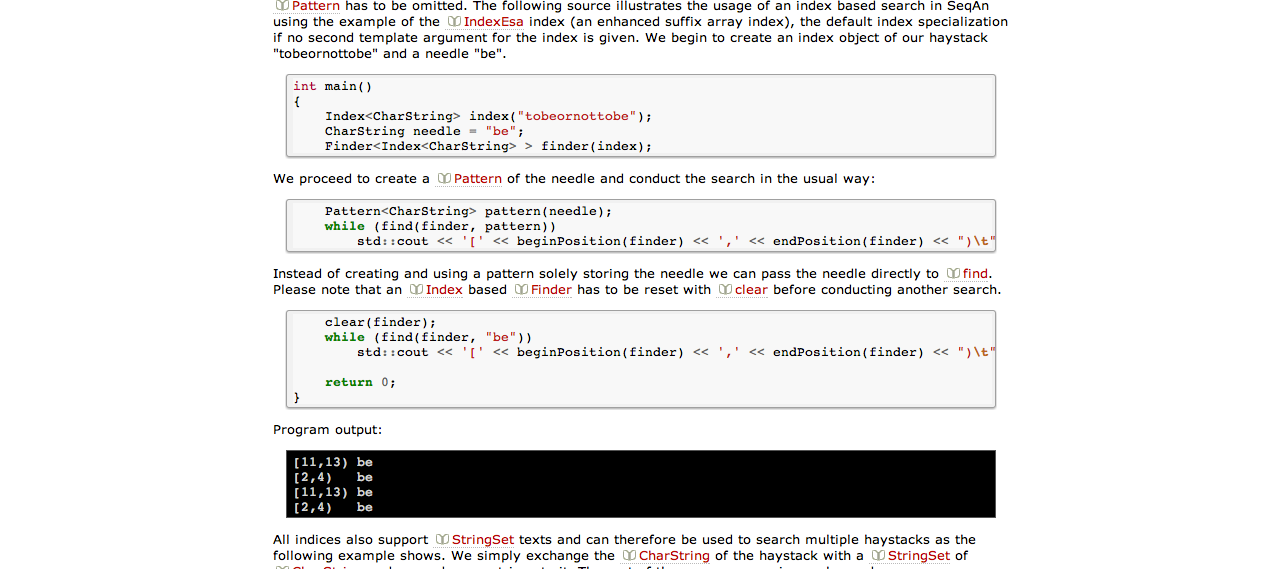 Pattern has to be omitted. The following source illustrates the usage of an index based search in SeqAn
using the example of the IndexEsa index (an enhanced suffix array index), the default index specialization
if no second template argument for the index is given. We begin to create an index object of our haystack
"tobeornottobe" and a needle "be".
int main()
{
    Index<CharString> index("tobeornottobe");
    CharString needle = "be";
    Finder<Index<CharString> > finder(index);
We proceed to create a Pattern of the needle and conduct the search in the usual way:
    Pattern<CharString> pattern(needle);
    while (find(finder, pattern))
        std::cout << '[' << beginPosition(finder) << ',' << endPosition(finder) << ")\t"
Instead of creating and using a pattern solely storing the needle we can pass the needle directly to find.
Please note that an Index based Finder has to be reset with clear before conducting another search.
    clear(finder);
    while (find(finder, "be"))
        std::cout << '[' << beginPosition(finder) << ',' << endPosition(finder) << ")\t"
    return 0;
}
Program output:
[11,13) be
[2,4)   be
[11,13) be
[2,4)   be
All indices also support StringSet texts and can therefore be used to search multiple haystacks as the
following example shows. We simply exchange the CharString of the haystack with a StringSet of